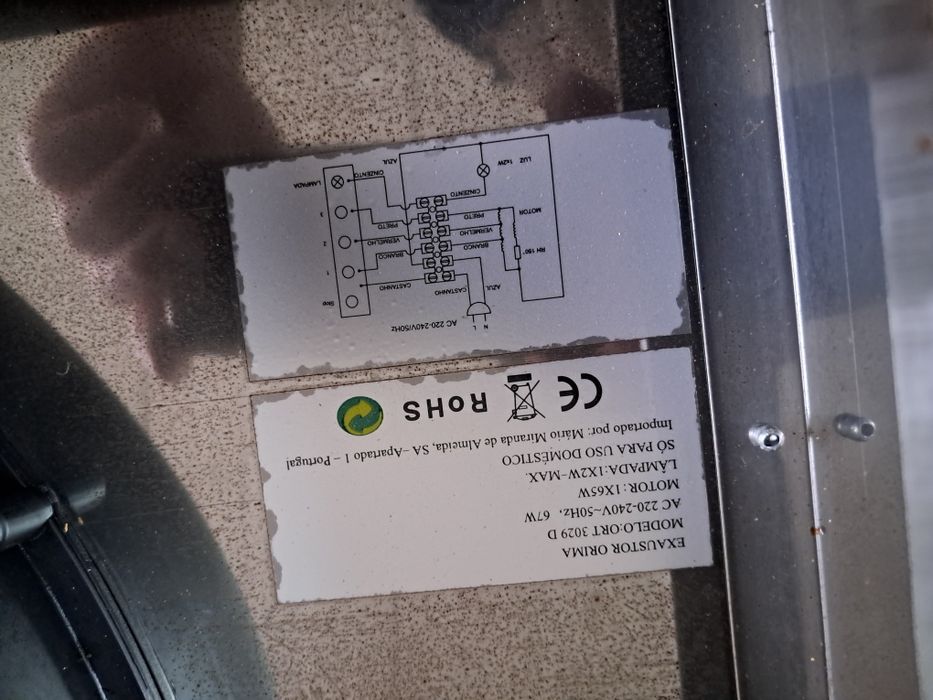 EXAUSTOR ORIMA
MODELO:ORT 3029 D
AC 220-240V~50Hz, 67W
MOTOR: 1X65W
LÂMPADA:1X2W-MAX.
SÓ PARA USO DOMÉSTICO
Importado por: Mário Miranda de Almeida, SA –Apartado 1 – Portugal
CE RoHS
N L
AC 220-240V/50Hz
AZUL CASTANHO CASTANHO Stop
RH 150° BRANCO BRANCO 1
VERMELHO VERMELHO 2
MOTOR PRETO PRETO 3
CINZENTO CINZENTO LAMPADA
LUZ 1x2W AZUL